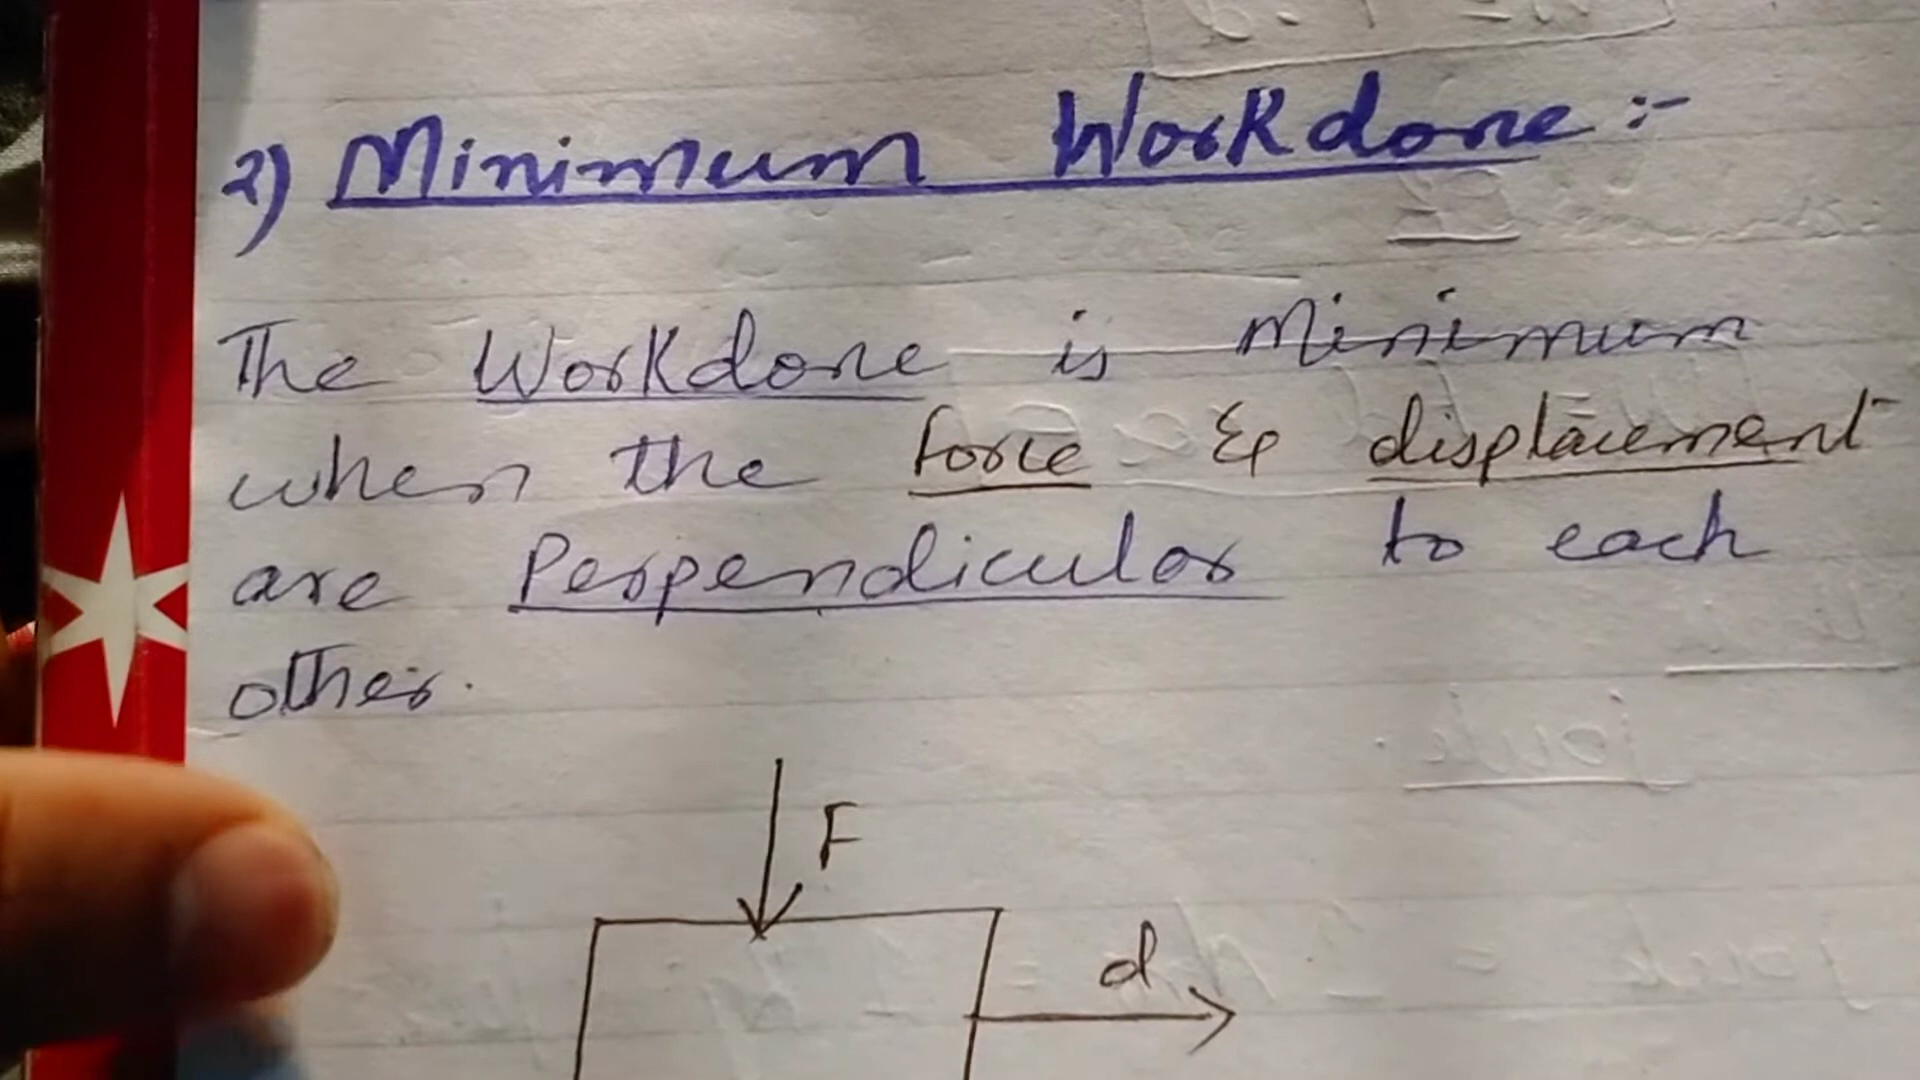 2) Minimum Workdone :-
The Workdone is Minimum
when the force & displacement
are Perpendicular to each
other.
F
d